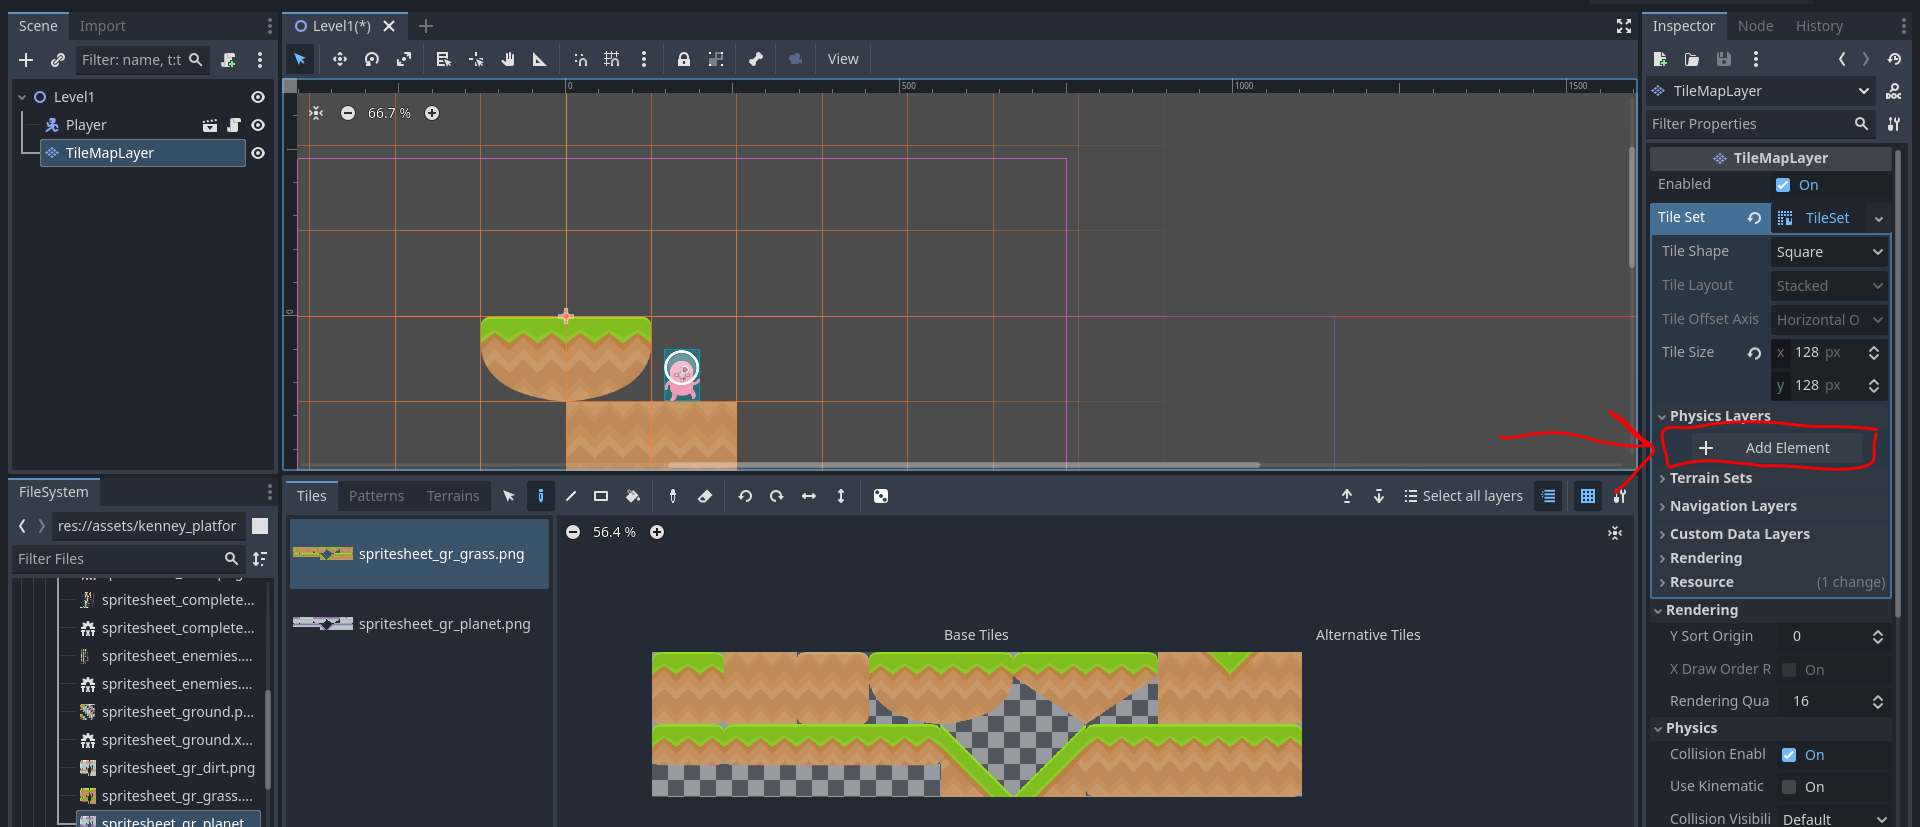 Scene
Import
Filter: name, t:t
Level1
Player
TileMapLayer
Level1(*)
View
0
500
1000
1500
66.7 %
0
FileSystem
res://assets/kenney_platfor
Filter Files
spritesheet_complete...
spritesheet_complete...
spritesheet_enemies....
spritesheet_enemies....
spritesheet_ground.p...
spritesheet_ground.x...
spritesheet_gr_dirt.png
spritesheet_gr_grass....
spritesheet_gr_planet
Tiles
Patterns
Terrains
Select all layers
spritesheet_gr_grass.png
spritesheet_gr_planet.png
56.4 %
Base Tiles
Alternative Tiles
Inspector
Node
History
TileMapLayer
DOC
Filter Properties
TileMapLayer
Enabled
On
Tile Set
TileSet
Tile Shape
Square
Tile Layout
Stacked
Tile Offset Axis
Horizontal O
Tile Size
x 128 px
y 128 px
Physics Layers
Add Element
Terrain Sets
Navigation Layers
Custom Data Layers
Rendering
Resource
(1 change)
Rendering
Y Sort Origin
0
X Draw Order R
On
Rendering Qua
16
Physics
Collision Enabl
On
Use Kinematic
On
Collision Visibili
Default